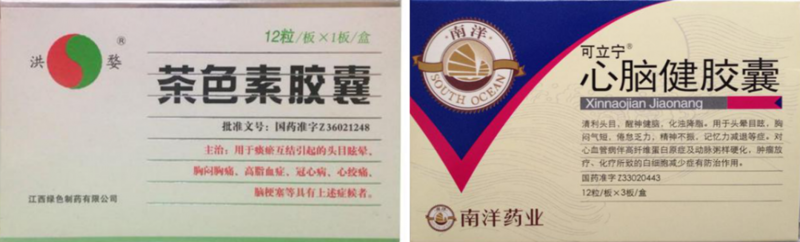 洪
婺
®
12粒/板×1板/盒
茶色素胶囊
批准文号：国药准字Z36021248
主治：用于痰瘀互结引起的头目眩晕、
胸闷胸痛、高脂血症、冠心病、心绞痛、
脑梗塞等具有上述症候者。
江西绿色制药有限公司
南洋
SOUTH OCEAN
可立宁®
心脑健胶囊
Xinnaojian Jiaonang
清利头目，醒神健脑，化浊降脂。用于头晕目眩，胸
闷气短，倦怠乏力，精神不振，记忆力减退等症。对
心血管病伴高纤维蛋白原症及动脉粥样硬化，肿瘤放
疗、化疗所致的白细胞减少症有防治作用。
国药准字Z33020443
12粒/板×3板/盒
南洋药业